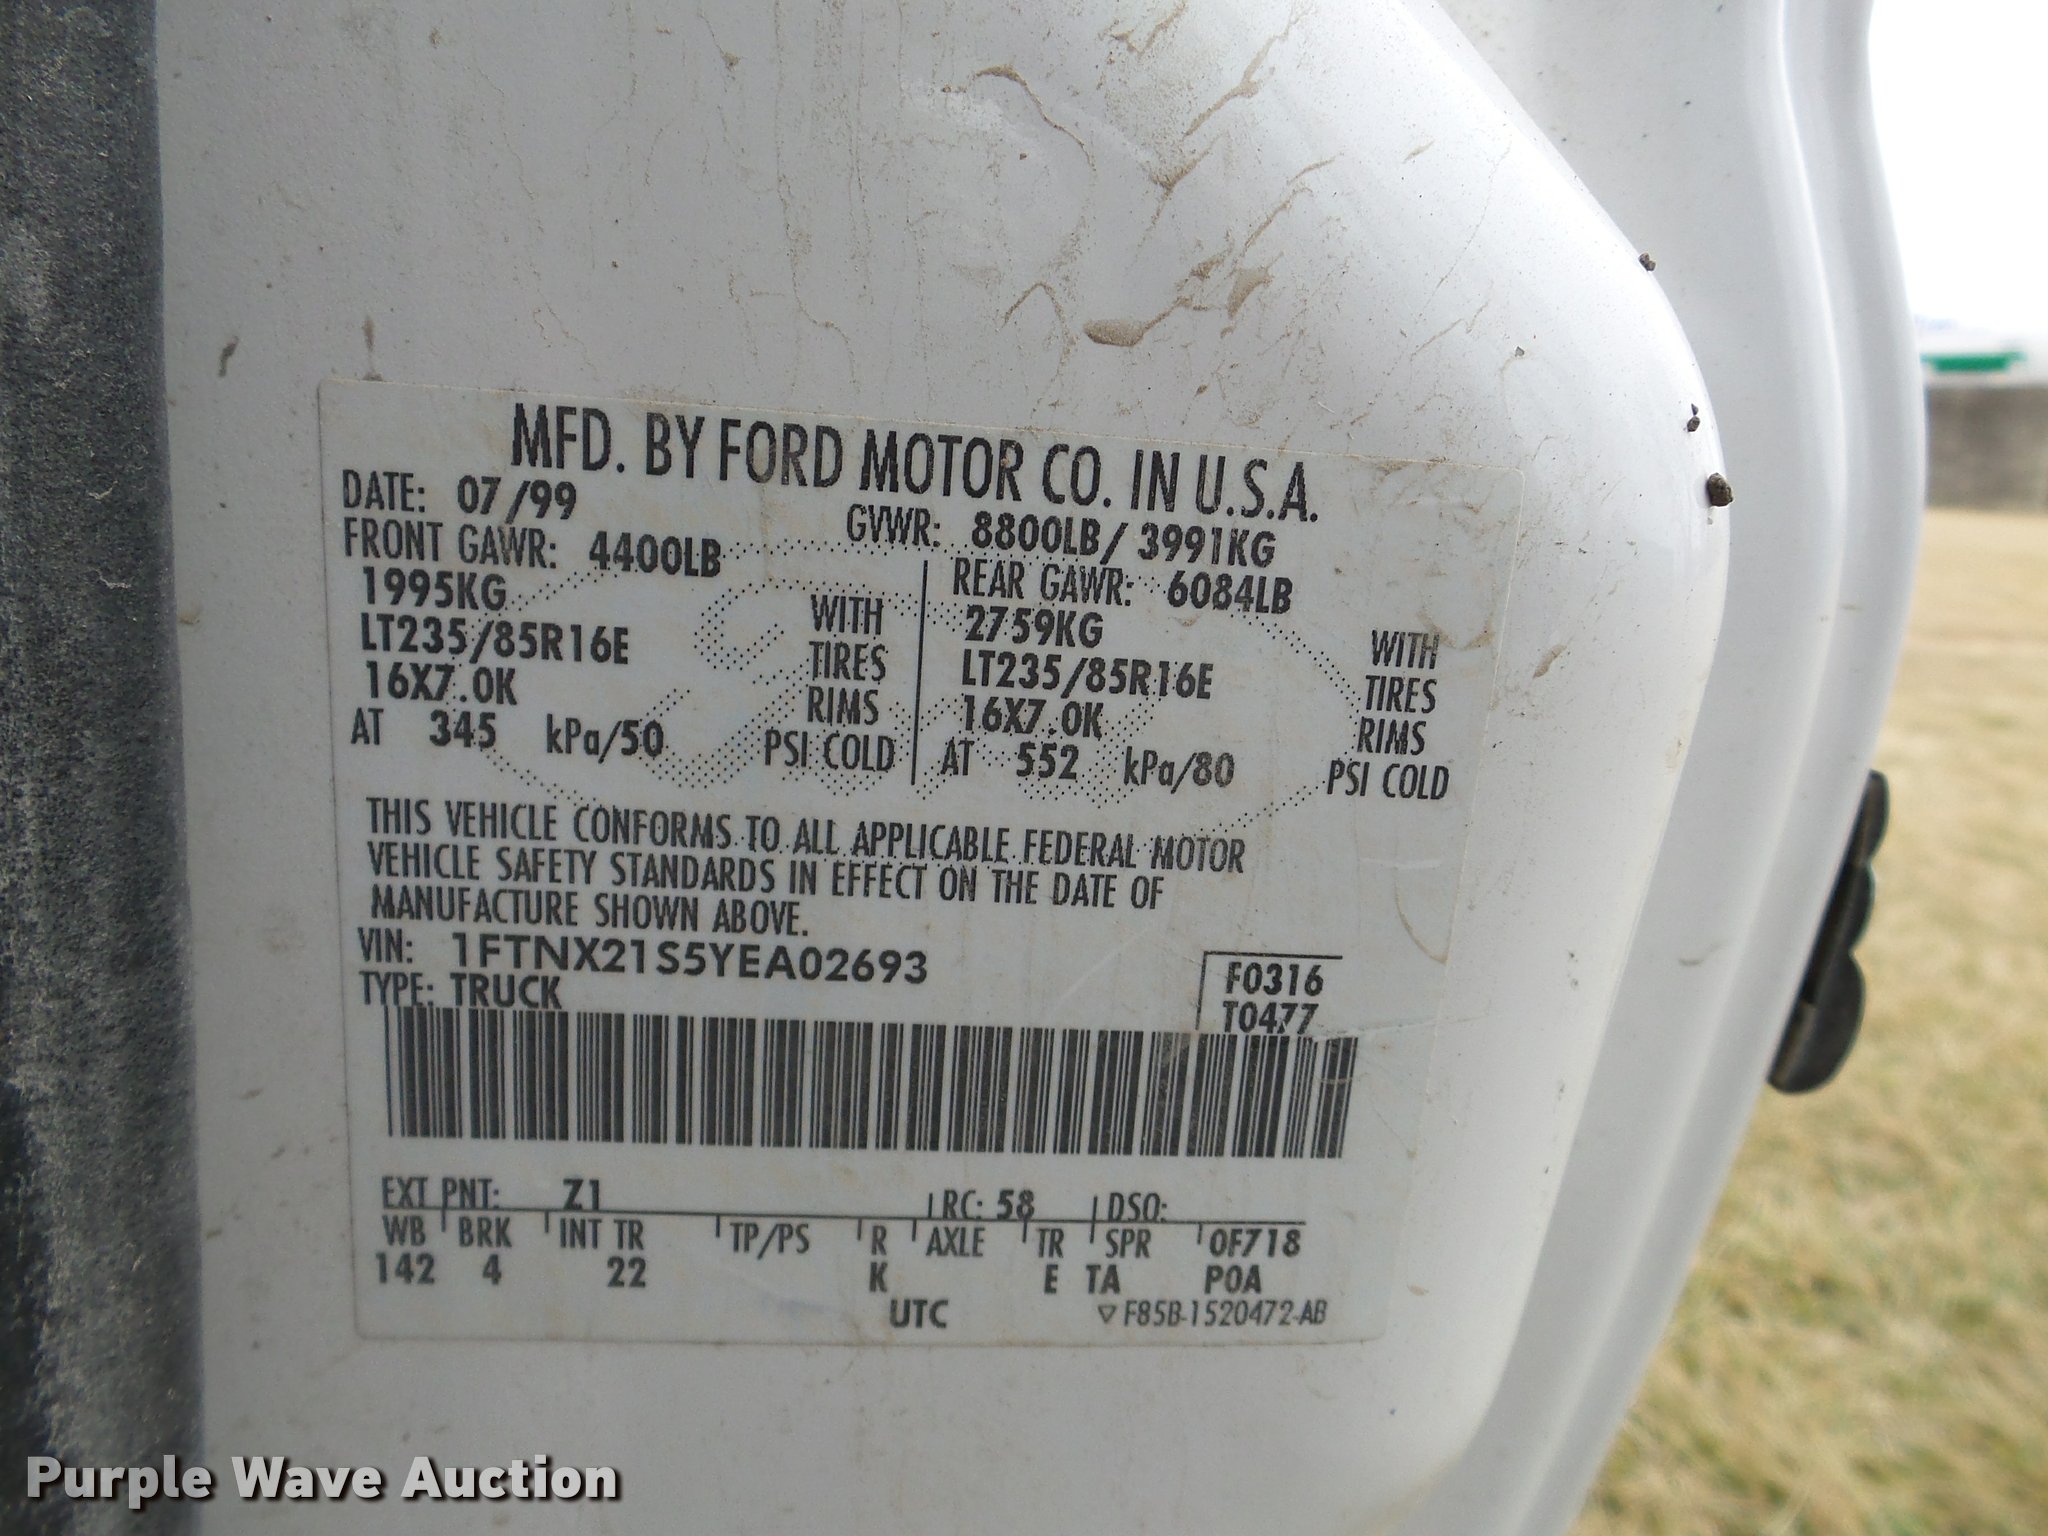 MFD. BY FORD MOTOR CO. IN U.S.A.
DATE: 07/99 GVWR: 8800LB/ 3991KG
FRONT GAWR: 4400LB REAR GAWR: 6084LB
1995KG WITH 2759KG WITH
LT235/85R16E TIRES LT235/85R16E TIRES
16X7.0K RIMS 16X7.0K RIMS
AT 345 kPa/50 PSI COLD AT 552 kPa/80 PSI COLD
THIS VEHICLE CONFORMS TO ALL APPLICABLE FEDERAL MOTOR
VEHICLE SAFETY STANDARDS IN EFFECT ON THE DATE OF
MANUFACTURE SHOWN ABOVE.
VIN: 1FTNX21S5YEA02693 F0316
TYPE: TRUCK T0477
EXT PNT: Z1 RC: 58 DSO:
WB BRK INT TR TP/PS R AXLE TR SPR 0F718
142 4 22 K E TA P0A
UTC ▽ F85B-1520472-AB
Purple Wave Auction